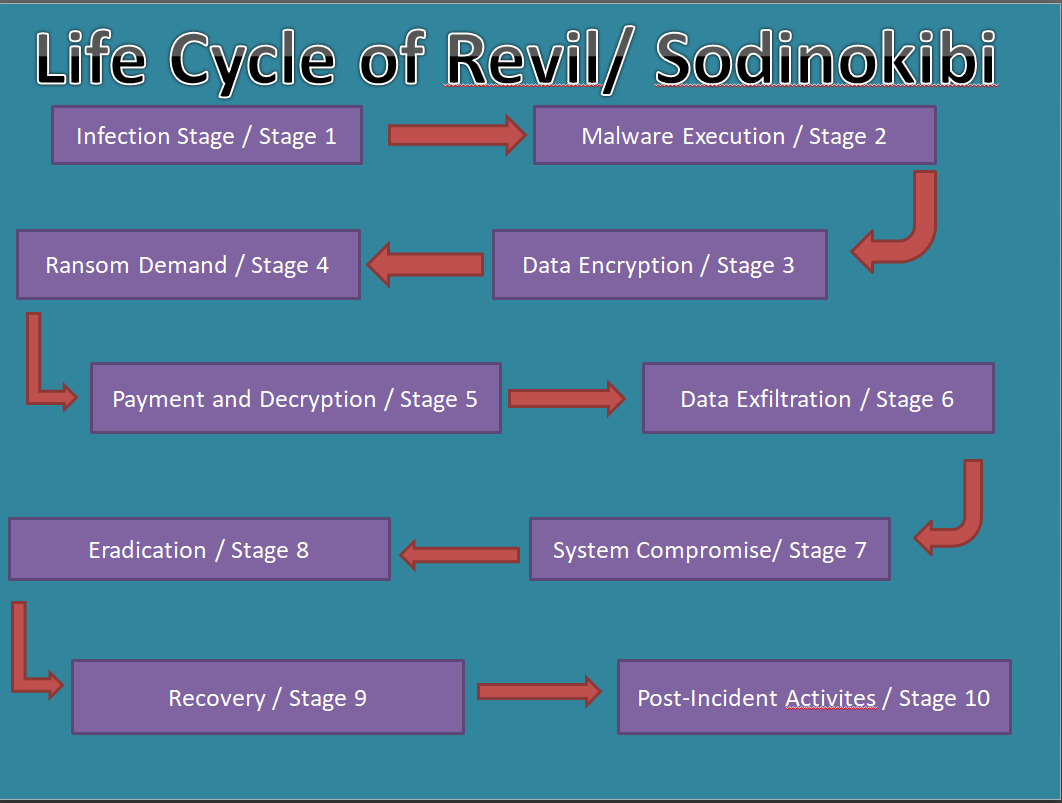 Life Cycle of Revil/ Sodinokibi
Infection Stage / Stage 1
Malware Execution / Stage 2
Data Encryption / Stage 3
Ransom Demand / Stage 4
Payment and Decryption / Stage 5
Data Exfiltration / Stage 6
System Compromise/ Stage 7
Eradication / Stage 8
Recovery / Stage 9
Post-Incident Activites / Stage 10